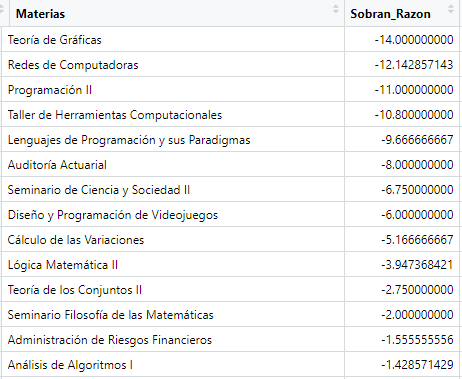 Materias Sobran_Razon
Teoría de Gráficas -14.000000000
Redes de Computadoras -12.142857143
Programación II -11.000000000
Taller de Herramientas Computacionales -10.800000000
Lenguajes de Programación y sus Paradigmas -9.666666667
Auditoría Actuarial -8.000000000
Seminario de Ciencia y Sociedad II -6.750000000
Diseño y Programación de Videojuegos -6.000000000
Cálculo de las Variaciones -5.166666667
Lógica Matemática II -3.947368421
Teoría de los Conjuntos II -2.750000000
Seminario Filosofía de las Matemáticas -2.000000000
Administración de Riesgos Financieros -1.555555556
Análisis de Algoritmos I -1.428571429